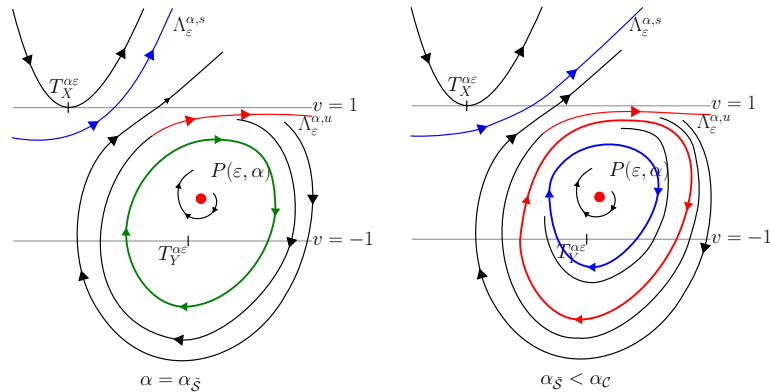 Λ_ε^{α,s}
T_X^{αε}
v = 1
Λ_ε^{α,u}
P(ε, α)
v = −1
T_Y^{αε}
α = α_{\bar{𝒮}}
Λ_ε^{α,s}
T_X^{αε}
v = 1
Λ_ε^{α,u}
P(ε, α)
v = −1
T_Y^{αε}
α_{\bar{𝒮}} < α_𝒞